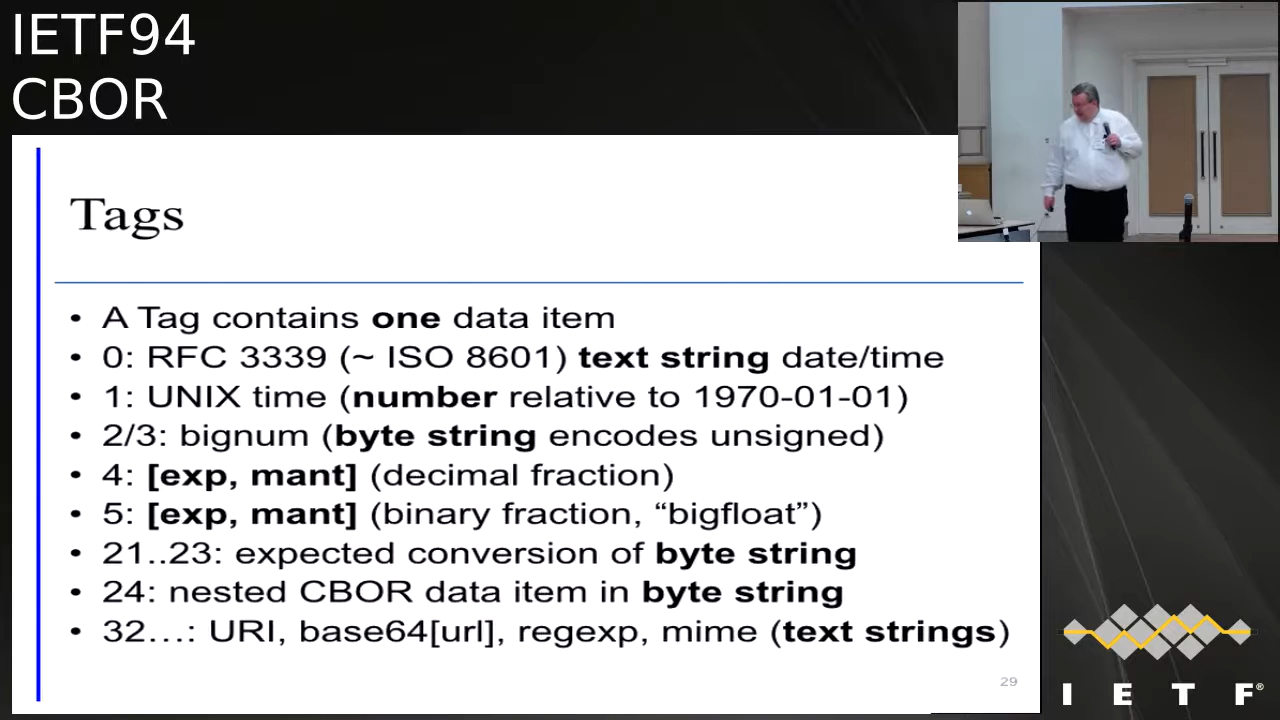 IETF94
CBOR
Tags
• A Tag contains one data item
• 0: RFC 3339 (~ ISO 8601) text string date/time
• 1: UNIX time (number relative to 1970-01-01)
• 2/3: bignum (byte string encodes unsigned)
• 4: [exp, mant] (decimal fraction)
• 5: [exp, mant] (binary fraction, “bigfloat”)
• 21..23: expected conversion of byte string
• 24: nested CBOR data item in byte string
• 32…: URI, base64[url], regexp, mime (text strings)
29
I E T F®